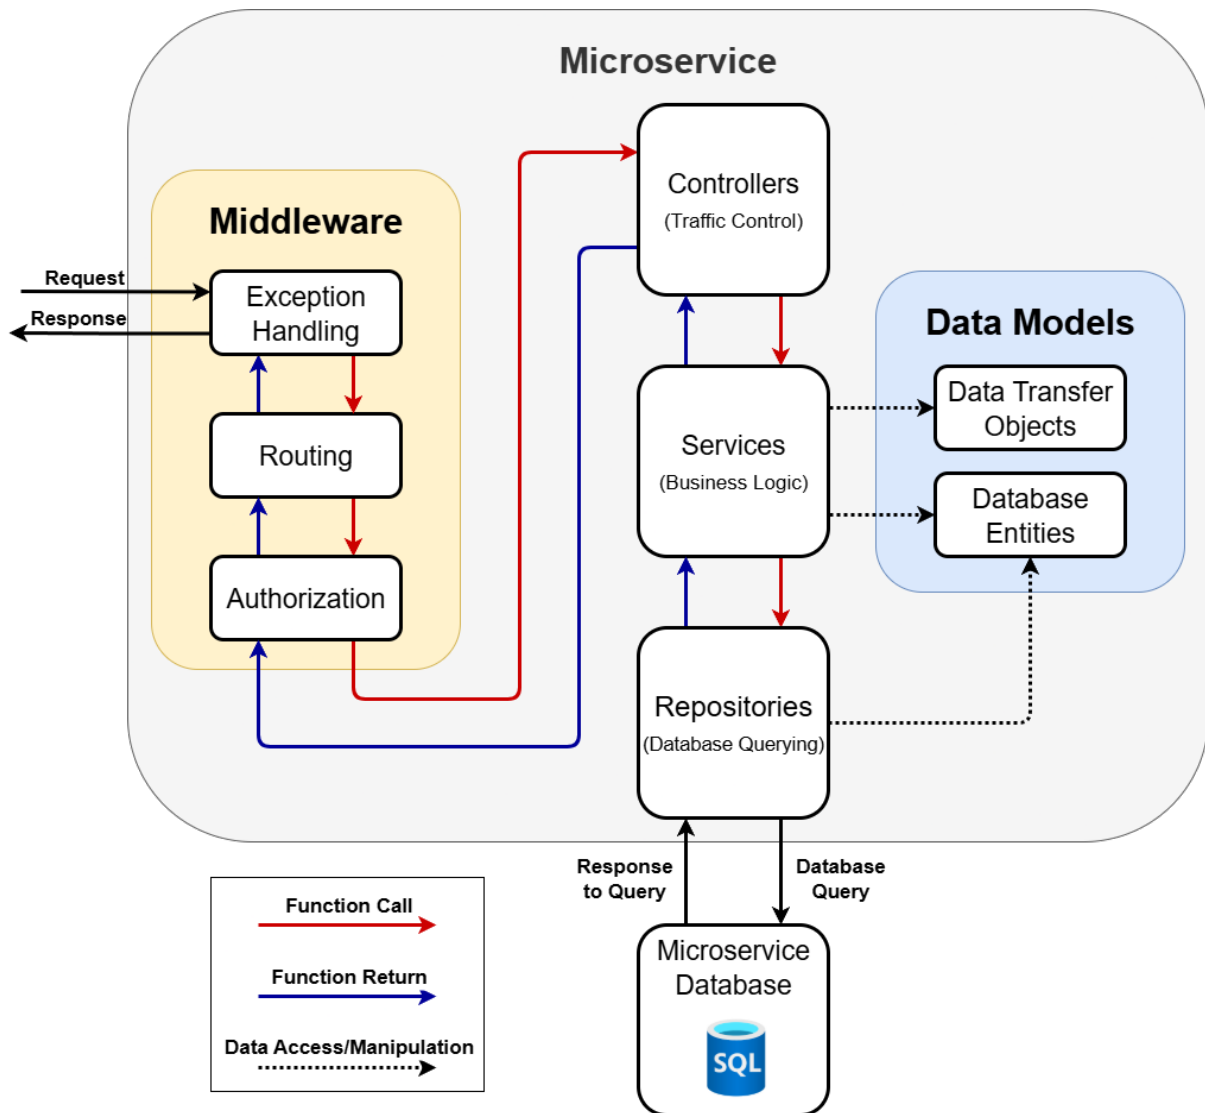 Microservice
Middleware
Request
Response
Exception
Handling
Routing
Authorization
Controllers
(Traffic Control)
Services
(Business Logic)
Repositories
(Database Querying)
Data Models
Data Transfer
Objects
Database
Entities
Response
to Query
Database
Query
Microservice
Database
SQL
Function Call
Function Return
Data Access/Manipulation